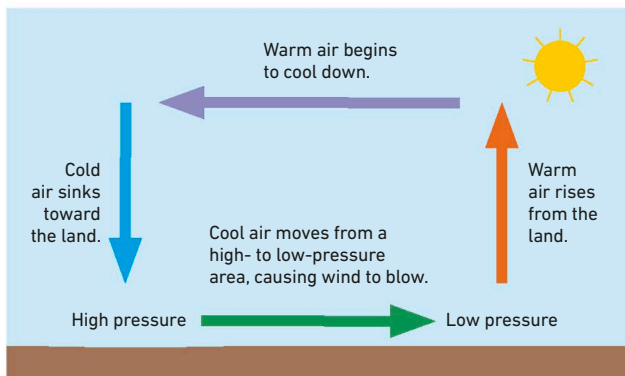 Warm air begins
to cool down.
Cold
air sinks
toward
the land.
Warm
air rises
from the
land.
Cool air moves from a
high- to low-pressure
area, causing wind to blow.
High pressure
Low pressure